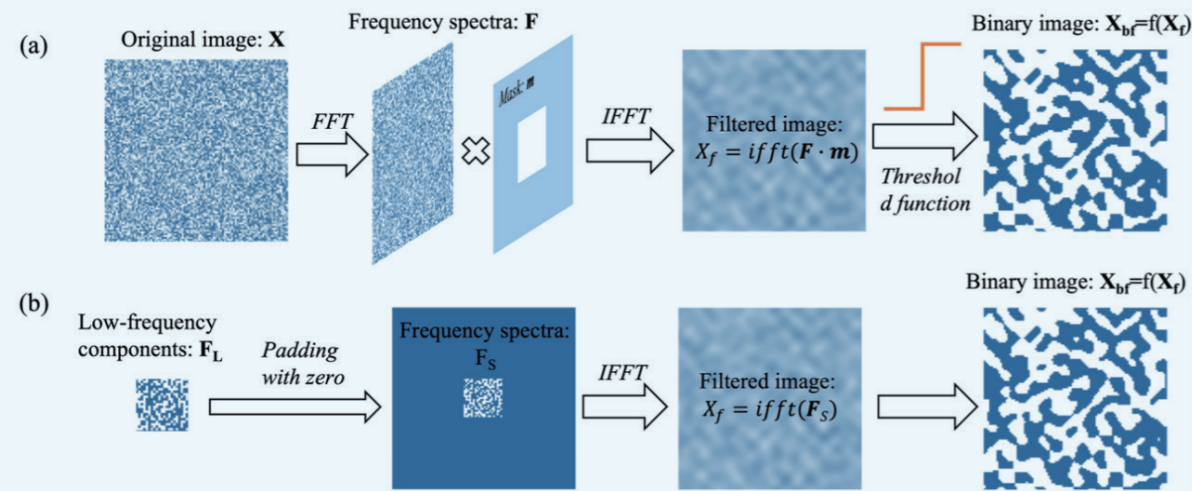 (a)
Original image: X
Frequency spectra: F
FFT
Mask: m
IFFT
Filtered image:
X_f = ifft(F · m)
Threshol
d function
Binary image: X_bf=f(X_f)
(b)
Low-frequency
components: F_L
Padding
with zero
Frequency spectra:
F_S
IFFT
Filtered image:
X_f = ifft(F_S)
Binary image: X_bf=f(X_f)